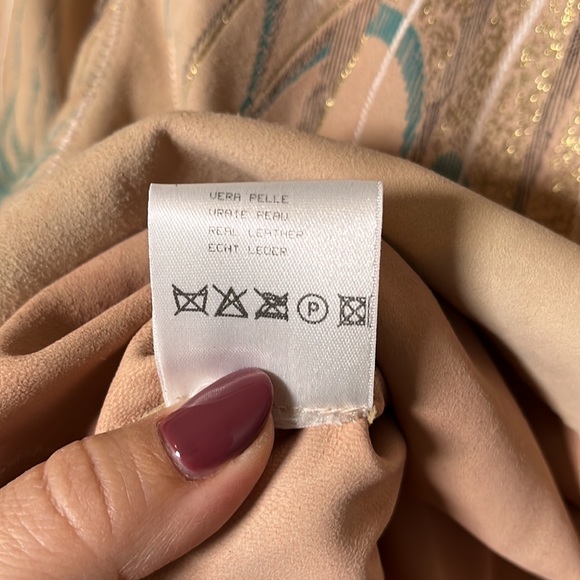 VERA PELLE
VRAIE PEAU
REAL LEATHER
ECHT LEDER
P